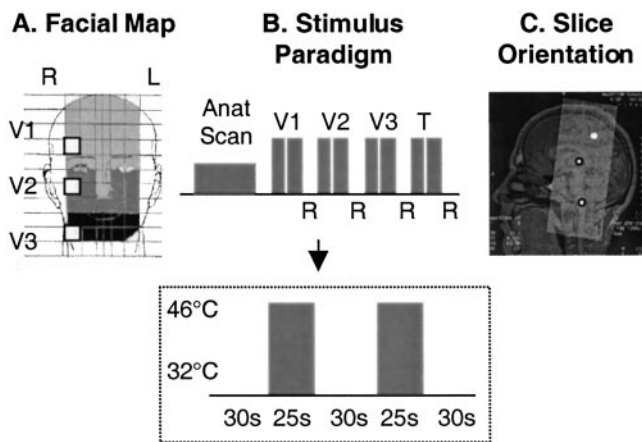 A. Facial Map
B. Stimulus
Paradigm
C. Slice
Orientation
R L
V1
V2
V3
Anat
Scan
V1 V2 V3 T
R R R R
46°C
32°C
30s 25s 30s 25s 30s